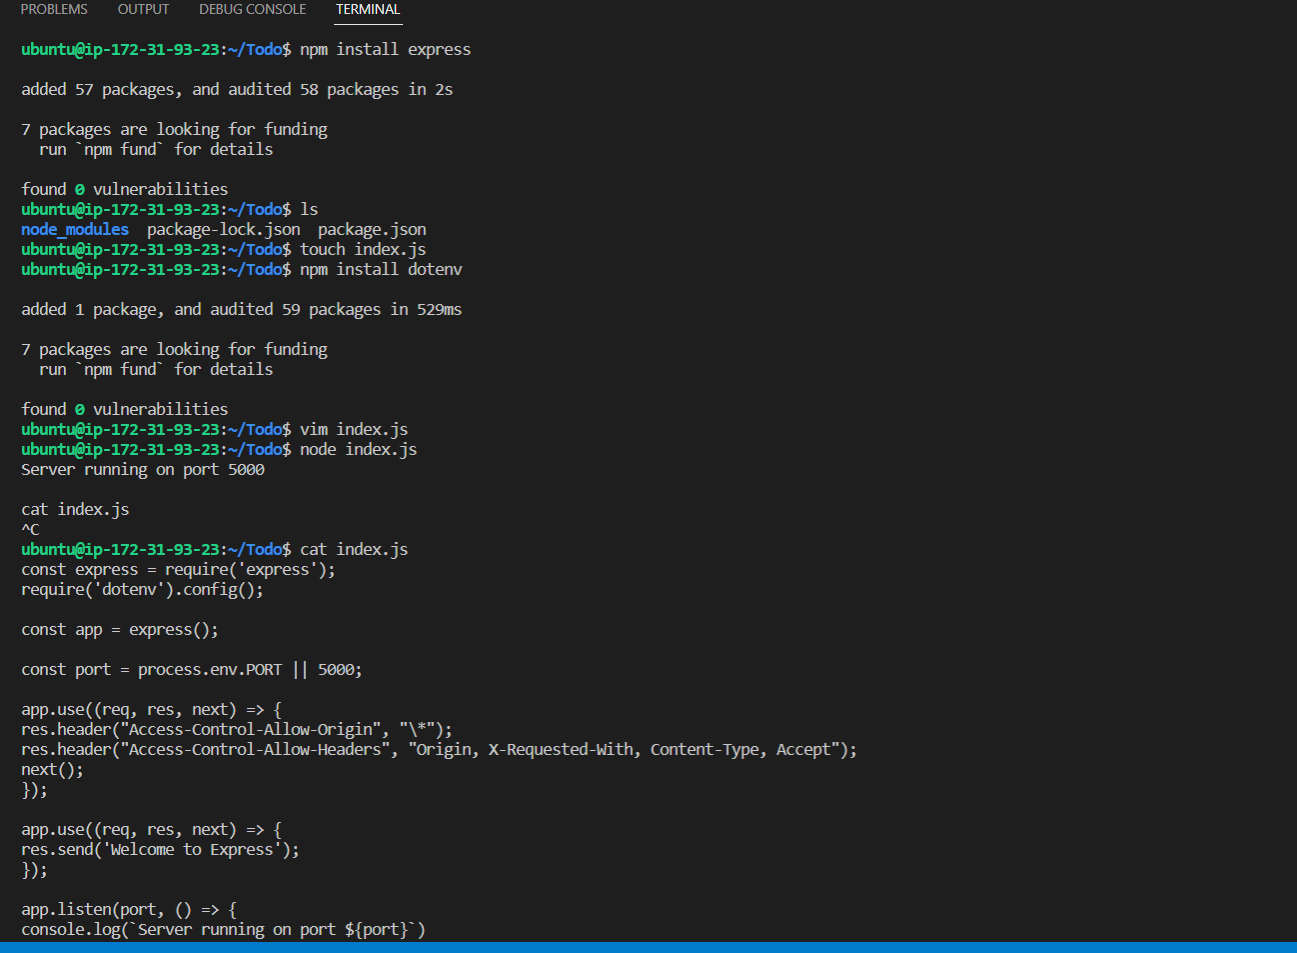 PROBLEMS OUTPUT DEBUG CONSOLE TERMINAL
ubuntu@ip-172-31-93-23:~/Todo$ npm install express
added 57 packages, and audited 58 packages in 2s
7 packages are looking for funding
  run `npm fund` for details
found 0 vulnerabilities
ubuntu@ip-172-31-93-23:~/Todo$ ls
node_modules  package-lock.json  package.json
ubuntu@ip-172-31-93-23:~/Todo$ touch index.js
ubuntu@ip-172-31-93-23:~/Todo$ npm install dotenv
added 1 package, and audited 59 packages in 529ms
7 packages are looking for funding
  run `npm fund` for details
found 0 vulnerabilities
ubuntu@ip-172-31-93-23:~/Todo$ vim index.js
ubuntu@ip-172-31-93-23:~/Todo$ node index.js
Server running on port 5000
cat index.js
^C
ubuntu@ip-172-31-93-23:~/Todo$ cat index.js
const express = require('express');
require('dotenv').config();
const app = express();
const port = process.env.PORT || 5000;
app.use((req, res, next) => {
res.header("Access-Control-Allow-Origin", "\*");
res.header("Access-Control-Allow-Headers", "Origin, X-Requested-With, Content-Type, Accept");
next();
});
app.use((req, res, next) => {
res.send('Welcome to Express');
});
app.listen(port, () => {
console.log(`Server running on port ${port}`)